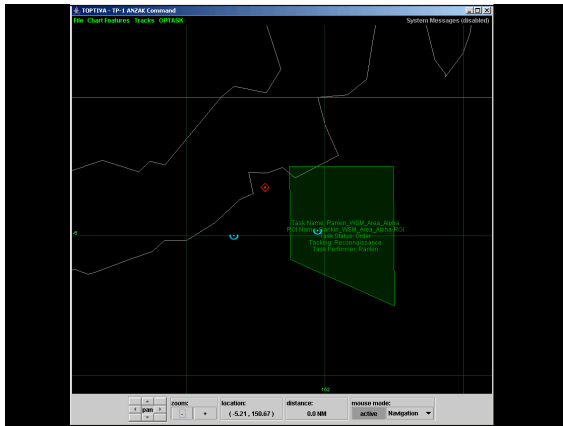 TOPTIVA - TP-1 ANZAK Command
File Chart Features Tracks OPTASK
System Messages (disabled)
Task Name: Rankin_WSM_Area_Alpha
ROI Name: Rankin_WSM_Area_Alpha-ROI
Task Status: Order
Tasking: Reconnaissance
Task Performer: Rankin
152
pan
zoom:
- +
location:
( -5.21 , 150.67 )
distance:
0.0 NM
mouse mode:
active Navigation